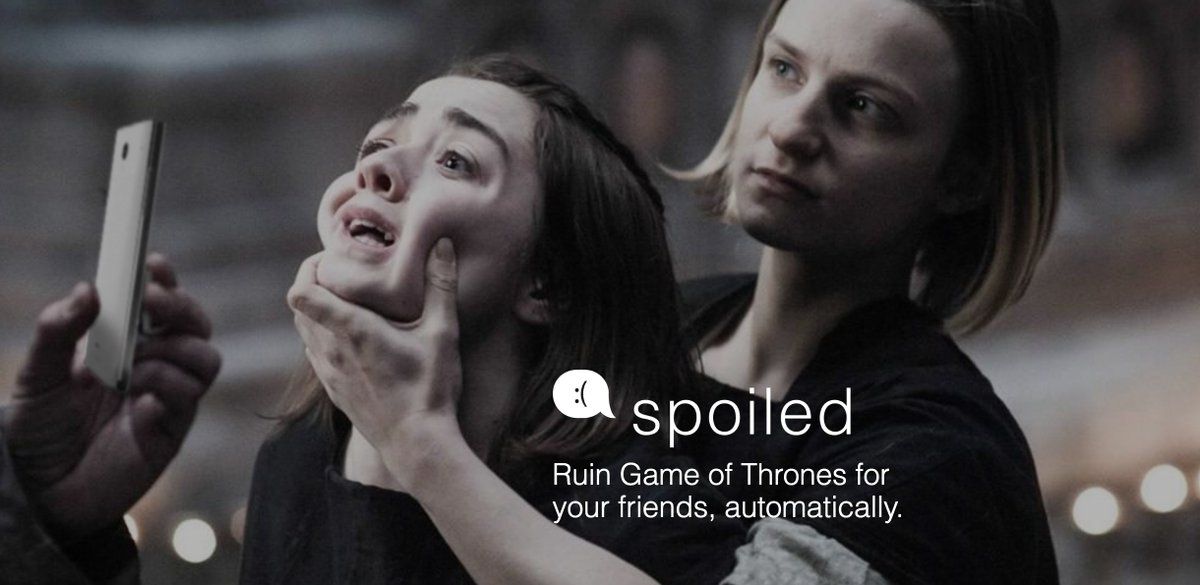 :(
spoiled
Ruin Game of Thrones for
your friends, automatically.